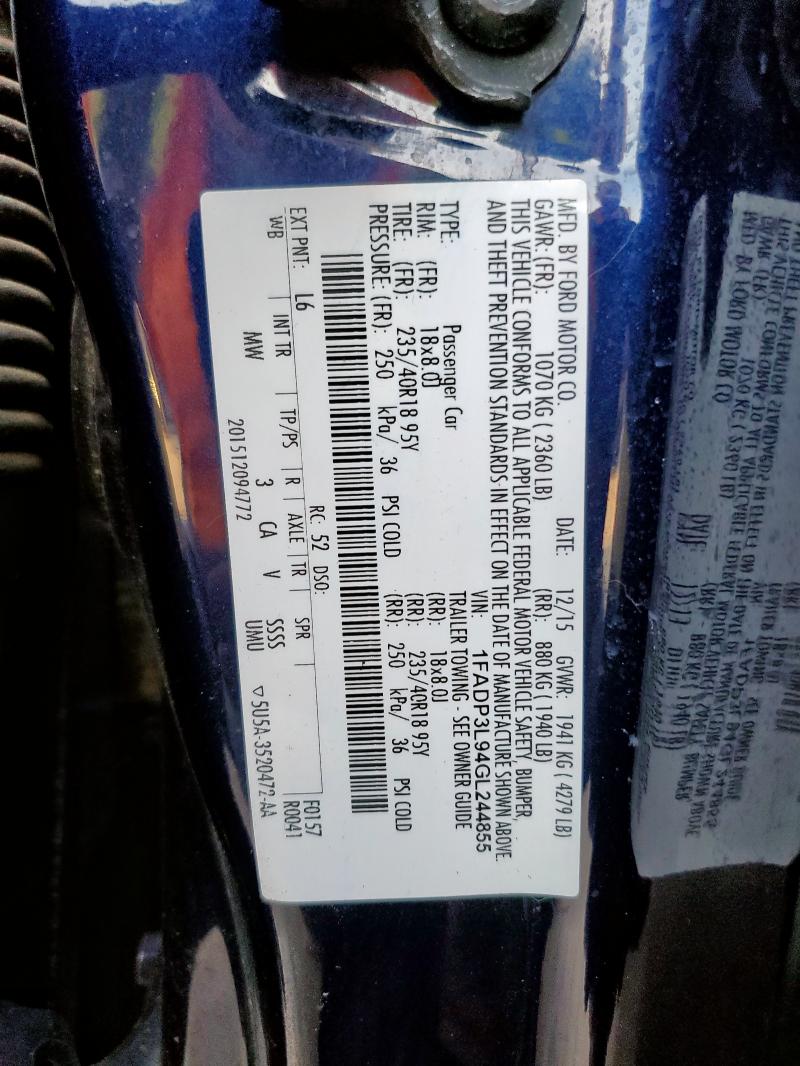 MFD. BY FORD MOTOR CO. DATE: 12/15 GVWR: 1941 KG ( 4279 LB)
GAWR: (FR): 1070 KG ( 2360 LB) (RR): 880 KG ( 1940 LB)
THIS VEHICLE CONFORMS TO ALL APPLICABLE FEDERAL MOTOR VEHICLE SAFETY, BUMPER,
AND THEFT PREVENTION STANDARDS IN EFFECT ON THE DATE OF MANUFACTURE SHOWN ABOVE.
VIN: 1FADP3L94GL244855
TYPE: Passenger Car TRAILER TOWING - SEE OWNER GUIDE
RIM: (FR): 18x8.0J (RR): 18x8.0J
TIRE: (FR): 235/40R18 95Y (RR): 235/40R18 95Y
PRESSURE: (FR): 250 kPa/ 36 PSI COLD (RR): 250 kPa/ 36 PSI COLD
F0157
EXT PNT: L6 RC: 52 DSO: R0041
WB INT TR TP/PS R AXLE TR SPR
MW 3 CA V SSSS ▽5U5A-3520472-AA
201512094772 UMU